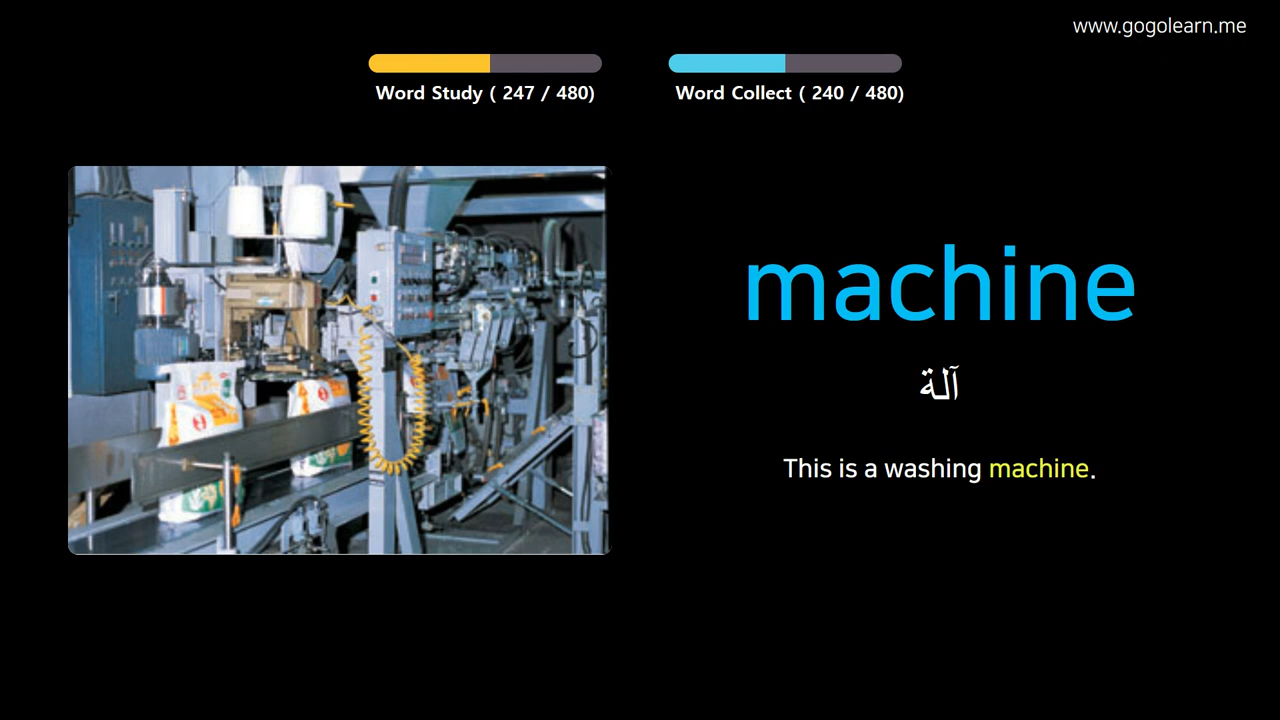 www.gogolearn.me
Word Study ( 247 / 480)
Word Collect ( 240 / 480)
machine
آلة
This is a washing machine.